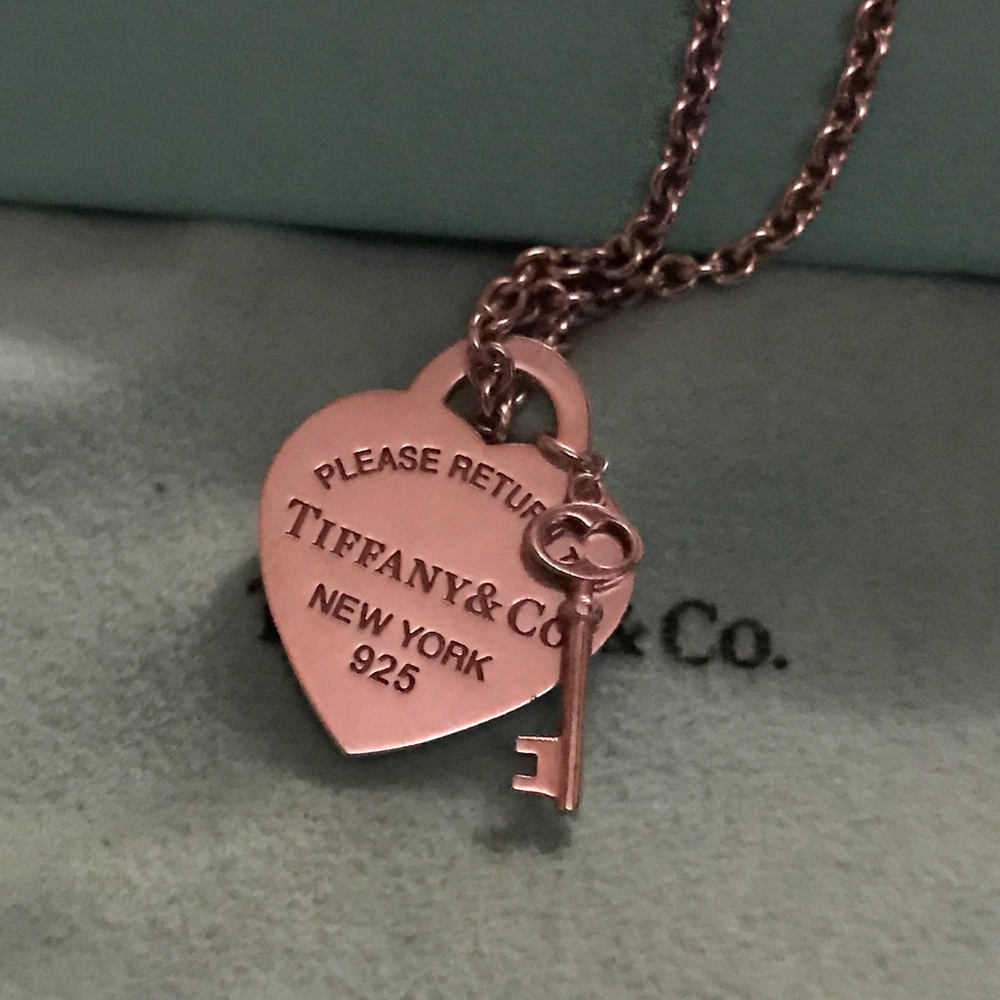 PLEASE RETUR
TIFFANY & Co
NEW YORK
925
& Co.